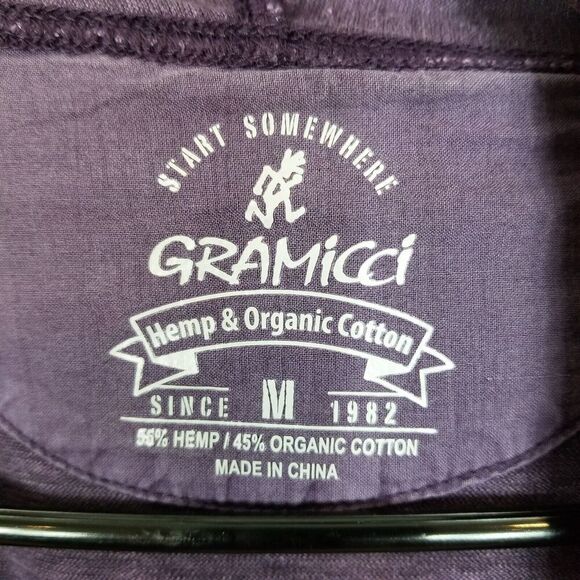 START SOMEWHERE
GRAMiCCi
Hemp & Organic Cotton
SINCE M 1982
55% HEMP / 45% ORGANIC COTTON
MADE IN CHINA